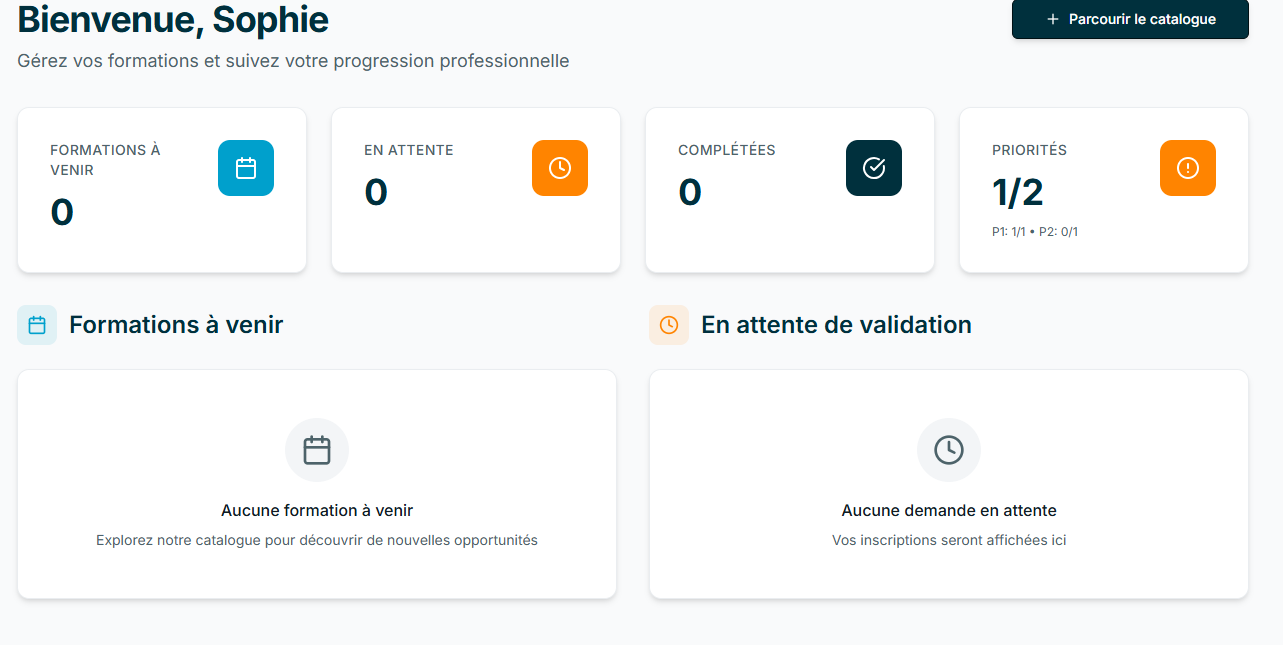 Bienvenue, Sophie
+ Parcourir le catalogue
Gérez vos formations et suivez votre progression professionnelle
FORMATIONS À
VENIR
0
EN ATTENTE
0
COMPLÉTÉES
0
PRIORITÉS
1/2
P1: 1/1 • P2: 0/1
Formations à venir
Aucune formation à venir
Explorez notre catalogue pour découvrir de nouvelles opportunités
En attente de validation
Aucune demande en attente
Vos inscriptions seront affichées ici